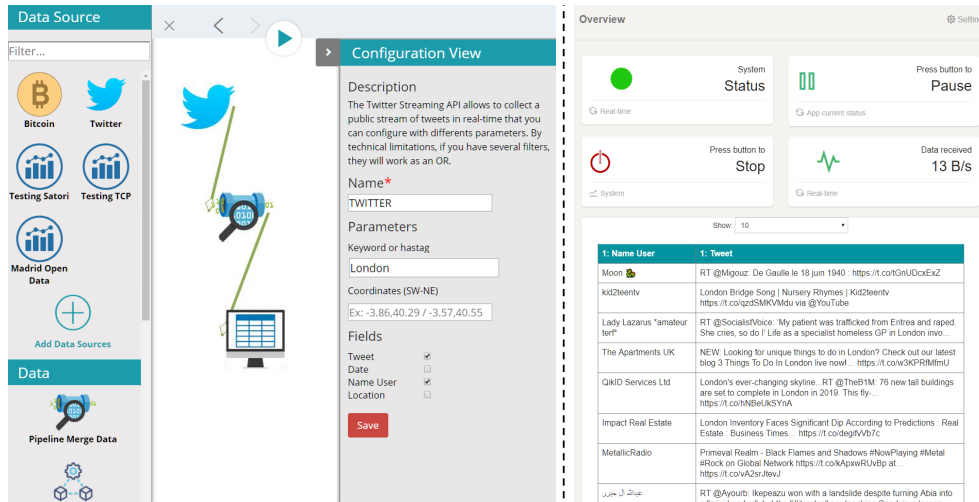 Data Source
Filter...
Bitcoin
Twitter
Testing Satori
Testing TCP
Madrid Open
Data
Add Data Sources
Data
Pipeline Merge Data
Configuration View
Description
The Twitter Streaming API allows to collect a
public stream of tweets in real-time that you
can configure with differents parameters. By
technical limitations, if you have several filters,
they will work as an OR.
Name*
TWITTER
Parameters
Keyword or hastag
London
Coordinates (SW-NE)
Ex: -3.86,40.29 / -3.57,40.55
Fields
Tweet
Date
Name User
Location
Save
Overview
Settin
System
Status
Real-time
Press button to
Pause
App current status
Press button to
Stop
System
Data received
13 B/s
Real-time
Show: 10
1: Name User
1: Tweet
Moon
RT @Migouz: De Gaulle le 18 juin 1940 : https://t.co/tGnUDcxExZ
kid2teentv
London Bridge Song | Nursery Rhymes | Kid2teentv
https://t.co/qzdSMKVMdu via @YouTube
Lady Lazarus *amateur
terf*
RT @SocialistVoice: 'My patient was trafficked from Eritrea and raped.
She cries, so do I' Life as a specialist homeless GP in London invo…
The Apartments UK
NEW: Looking for unique things to do in London? Check out our latest
blog 3 Things To Do In London live now!… https://t.co/w3KPRfMfmU
QikID Services Ltd
London's ever-changing skyline.. RT @TheB1M: 76 new tall buildings
are set to complete in London in 2019. This fly-…
https://t.co/hNBeUkSYnA
Impact Real Estate
London Inventory Faces Significant Dip According to Predictions : Real
Estate : Business Times… https://t.co/degifVVb7c
MetallicRadio
Primeval Realm - Black Flames and Shadows #NowPlaying #Metal
#Rock on Global Network https://t.co/kApxwRUvBp at…
https://t.co/vA2srJtevJ
RT @Ayourb: Ikepeazu won with a landslide despite turning Abia into